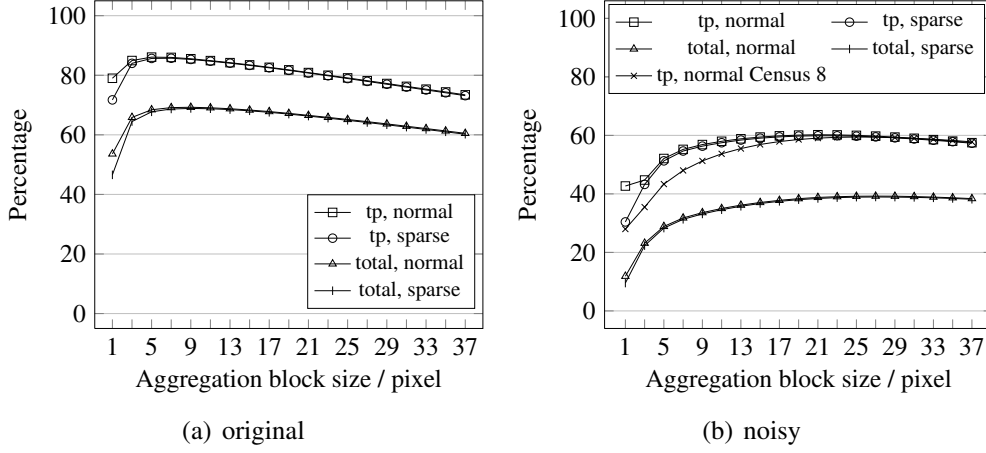 100
80
60
40
20
0
Percentage
1 5 9 13 17 21 25 29 33 37
Aggregation block size / pixel
tp, normal
tp, sparse
total, normal
total, sparse
(a) original
100
80
60
40
20
0
Percentage
1 5 9 13 17 21 25 29 33 37
Aggregation block size / pixel
tp, normal tp, sparse
total, normal total, sparse
tp, normal Census 8
(b) noisy